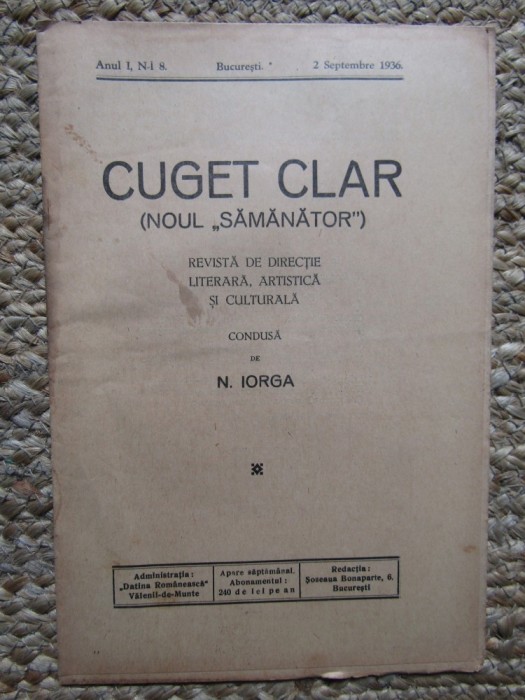 Anul I, N-l 8. București. 2 Septembre 1936.
CUGET CLAR
(NOUL „SĂMĂNĂTOR”)
REVISTĂ DE DIRECȚIE
LITERARĂ, ARTISTICĂ
ȘI CULTURALĂ
CONDUSĂ
DE
N. IORGA
Administrația:
„Datina Românească”
Vălenii-de-Munte
Apare săptămânal.
Abonamentul:
240 de lei pe an
Redacția:
Șoseaua Bonaparte, 6.
București